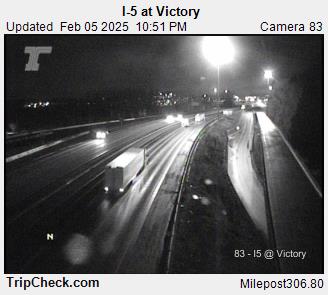 I-5 at Victory
Updated Feb 05 2025 10:51 PM Camera 83
T
N
83 - I5 @ Victory
TripCheck.com Milepost306.80